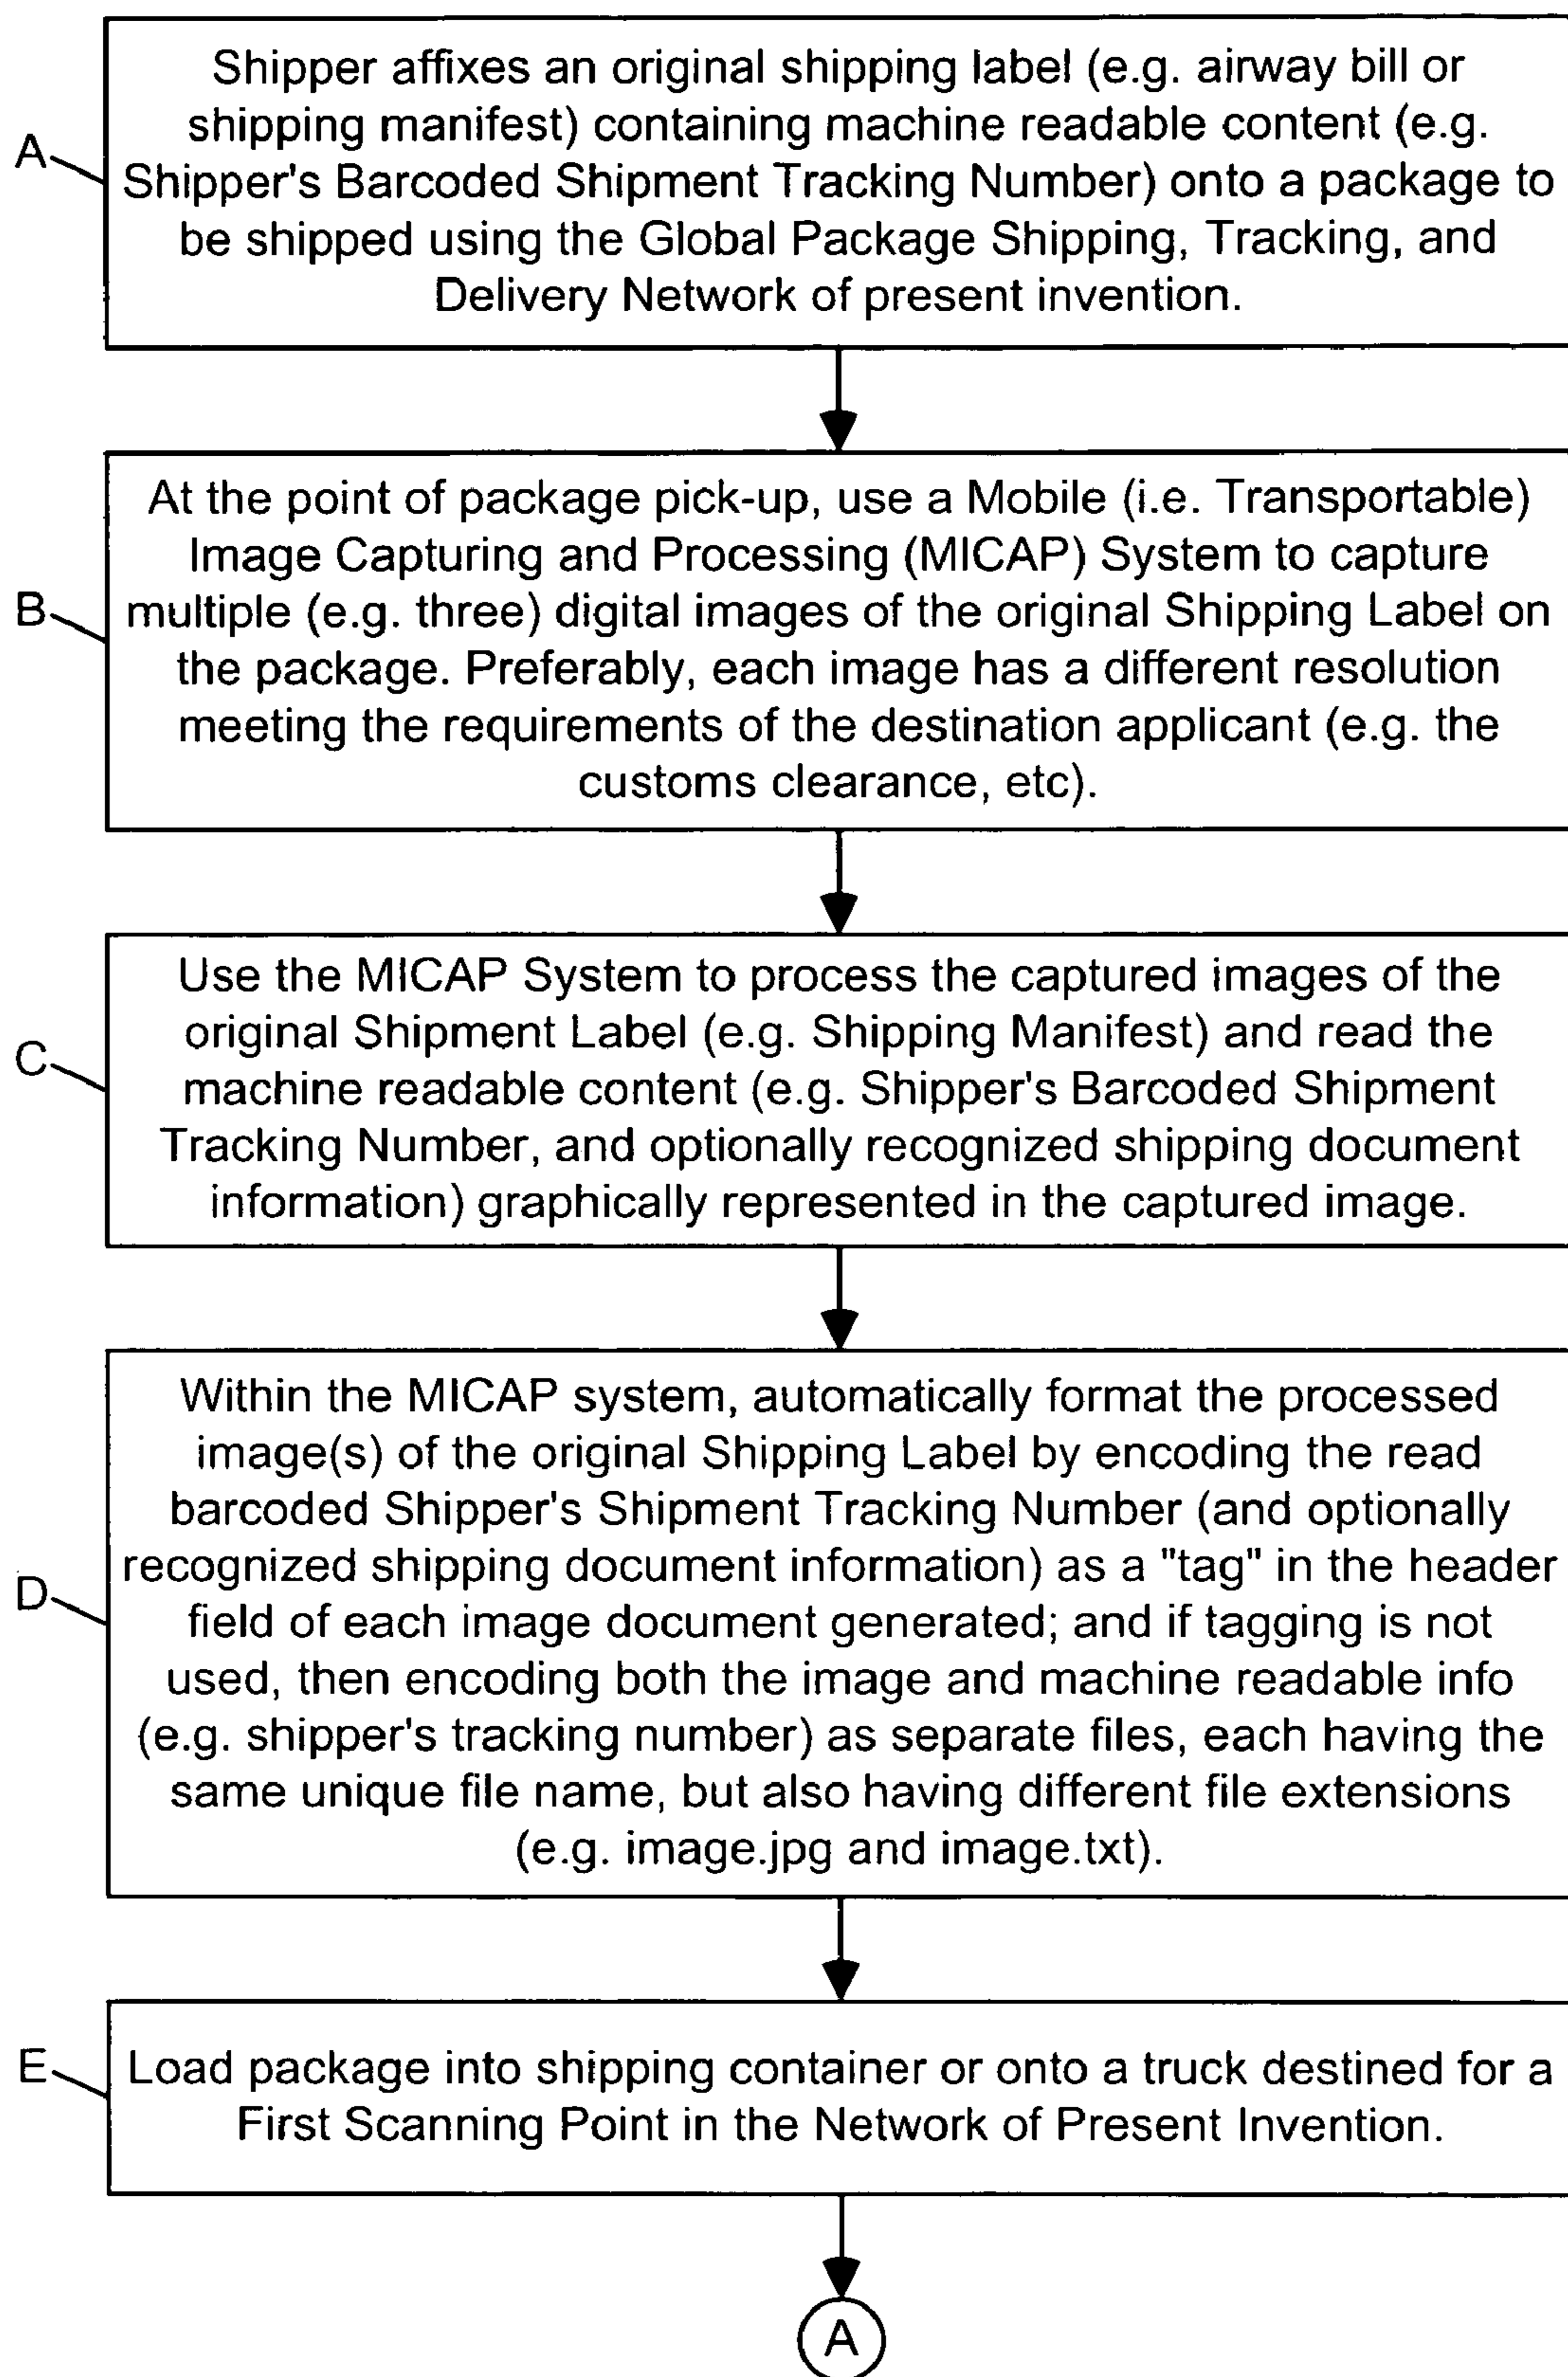 Shipper affixes an original shipping label (e.g. airway bill or
shipping manifest) containing machine readable content (e.g.
A
Shipper's Barcoded Shipment Tracking Number) onto a package to
be shipped using the Global Package Shipping, Tracking, and
Delivery Network of present invention.
At the point of package pick-up, use a Mobile (i.e. Transportable)
Image Capturing and Processing (MICAP) System to capture
B
multiple (e.g. three) digital images of the original Shipping Label on
the package. Preferably, each image has a different resolution
meeting the requirements of the destination applicant (e.g. the
customs clearance, etc).
Use the MICAP System to process the captured images of the
original Shipment Label (e.g. Shipping Manifest) and read the
C
machine readable content (e.g. Shipper's Barcoded Shipment
Tracking Number, and optionally recognized shipping document
information) graphically represented in the captured image.
Within the MICAP system, automatically format the processed
image(s) of the original Shipping Label by encoding the read
barcoded Shipper's Shipment Tracking Number (and optionally
recognized shipping document information) as a "tag" in the header
D
field of each image document generated; and if tagging is not
used, then encoding both the image and machine readable info
(e.g. shipper's tracking number) as separate files, each having the
same unique file name, but also having different file extensions
(e.g. image.jpg and image.txt).
E
Load package into shipping container or onto a truck destined for a
First Scanning Point in the Network of Present Invention.
A